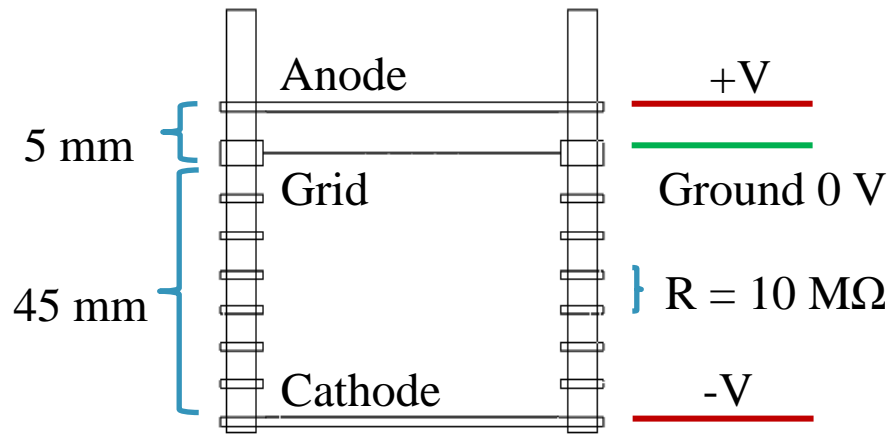 Anode
+V
5 mm
Grid
Ground 0 V
45 mm
R = 10 MΩ
Cathode
-V